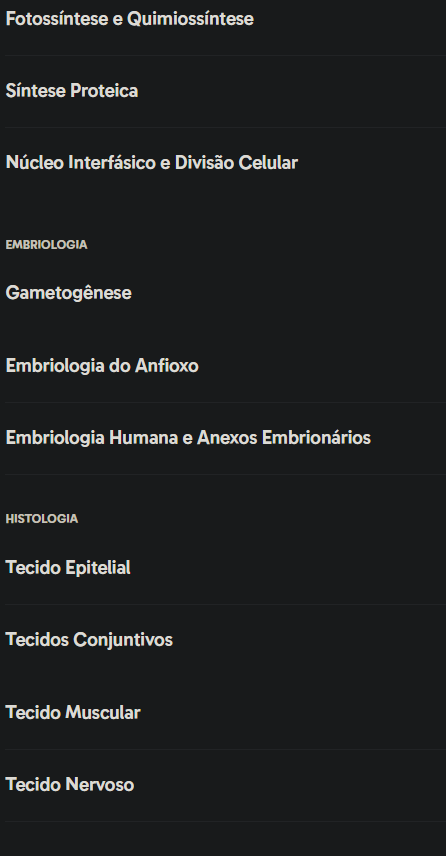 Fotossíntese e Quimiossíntese
Síntese Proteica
Núcleo Interfásico e Divisão Celular
EMBRIOLOGIA
Gametogênese
Embriologia do Anfioxo
Embriologia Humana e Anexos Embrionários
HISTOLOGIA
Tecido Epitelial
Tecidos Conjuntivos
Tecido Muscular
Tecido Nervoso